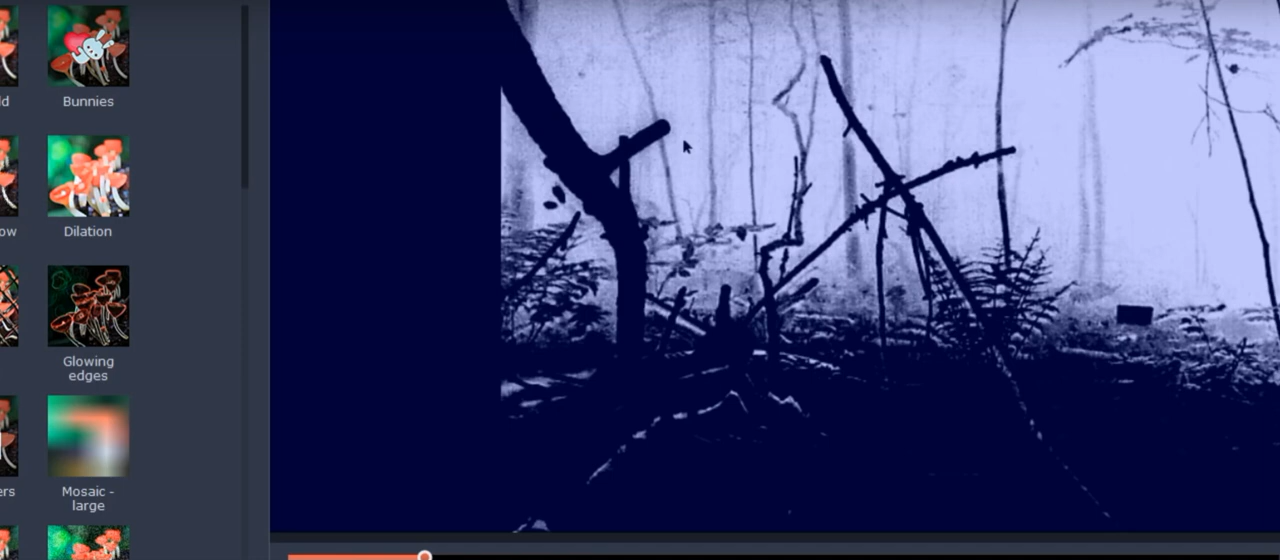 ld
Bunnies
ow
Dilation
Glowing
edges
ers
Mosaic -
large